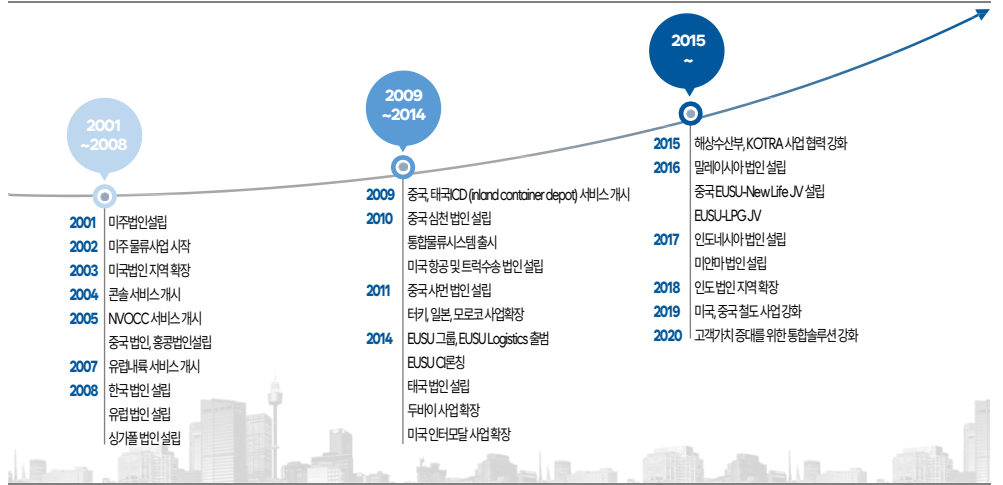 2001
~2008
2001 미주법인설립
2002 미주 물류사업 시작
2003 미국법인 지역 확장
2004 콘솔 서비스 개시
2005 NVOCC 서비스 개시
중국 법인, 홍콩법인설립
2007 유럽내륙 서비스 개시
2008 한국 법인 설립
유럽 법인 설립
싱가폴 법인 설립
2009
~2014
2009 중국, 태국ICD (inland container depot) 서비스 개시
2010 중국 심천 법인 설립
통합물류시스템 출시
미국 항공 및 트럭수송 법인 설립
2011 중국 샤먼 법인 설립
터키, 일본, 모로코 사업확장
2014 EUSU 그룹, EUSU Logistics 출범
EUSU CI론칭
태국 법인 설립
두바이 사업 확장
미국 인터모달 사업 확장
2015
~
2015 해상수산부, KOTRA 사업 협력 강화
2016 말레이시아 법인 설립
중국 EUSU-New Life JV 설립
EUSU-LPG JV
2017 인도네시아 법인 설립
미얀마 법인 설립
2018 인도 법인 지역 확장
2019 미국, 중국 철도 사업 강화
2020 고객가치 증대를 위한 통합솔루션 강화